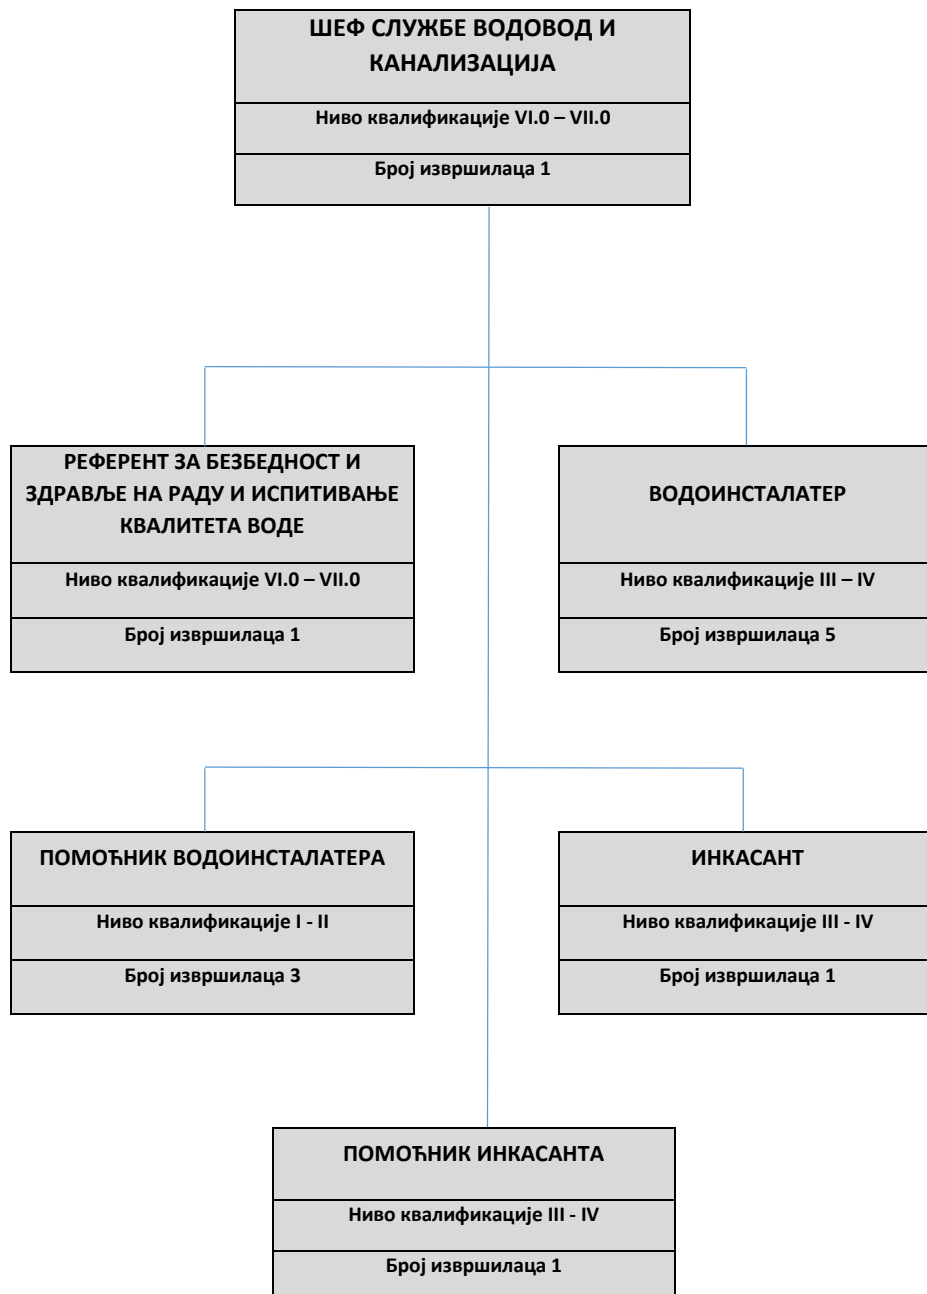 ШЕФ СЛУЖБЕ ВОДОВОД И
КАНАЛИЗАЦИЈА
Ниво квалификације VI.0 – VII.0
Број извршилаца 1
РЕФЕРЕНТ ЗА БЕЗБЕДНОСТ И
ЗДРАВЉЕ НА РАДУ И ИСПИТИВАЊЕ
КВАЛИТЕТА ВОДЕ
Ниво квалификације VI.0 – VII.0
Број извршилаца 1
ВОДОИНСТАЛАТЕР
Ниво квалификације III – IV
Број извршилаца 5
ПОМОЋНИК ВОДОИНСТАЛАТЕРА
Ниво квалификације I - II
Број извршилаца 3
ИНКАСАНТ
Ниво квалификације III - IV
Број извршилаца 1
ПОМОЋНИК ИНКАСАНТА
Ниво квалификације III - IV
Број извршилаца 1